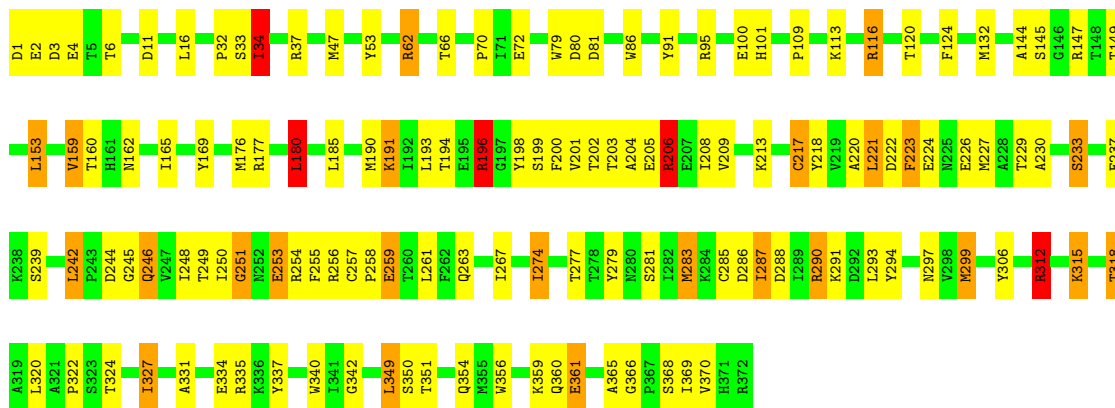 D1 E2 D3 E4 T5 T6 D11 L16 P32 S33 I34 R37 M47 Y53 R62 T66 P70 I71 E72 W79 D80 D81 W86 Y91 R95 E100 H101 P109 K113 R116 T120 F124 M132 A144 S145 G146 R147 T148 T149
L153 V159 T160 H161 N162 I165 Y169 M176 R177 L180 L185 M190 K191 I192 L193 T194 E195 R196 G197 Y198 S199 F200 V201 T202 T203 A204 E205 R206 E207 I208 V209 K213 C217 Y218 V219 A220 L221 D222 F223 E224 N225 E226 M227 A228 T229 A230 S233 E237
K238 S239 L242 P243 D244 G245 Q246 V247 I248 T249 I250 G251 N252 E253 R254 F255 R256 C257 P258 E259 T260 L261 F262 Q263 I267 I274 T277 T278 Y279 N280 S281 I282 M283 K284 C285 D286 I287 D288 I289 R290 K291 D292 L293 Y294 N297 V298 M299 Y306 R312 K315 T318
A319 L320 A321 P322 S323 T324 I327 A331 E334 R335 K336 Y337 W340 I341 G342 L349 S350 T351 Q354 M355 W356 K359 Q360 E361 A365 G366 P367 S368 I369 V370 H371 R372